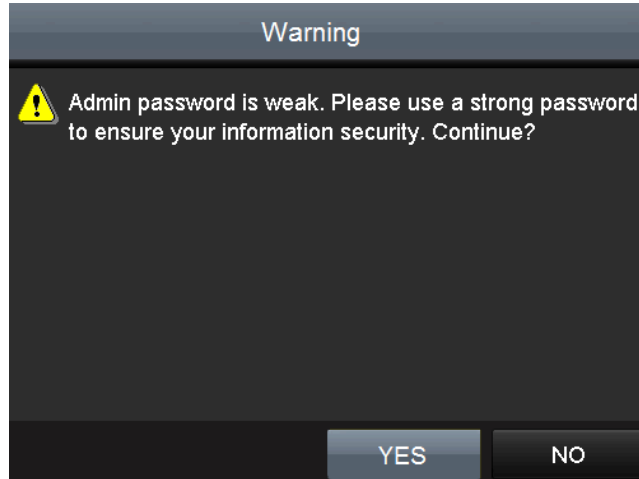 Warning
Admin password is weak. Please use a strong password
to ensure your information security. Continue?
YES
NO